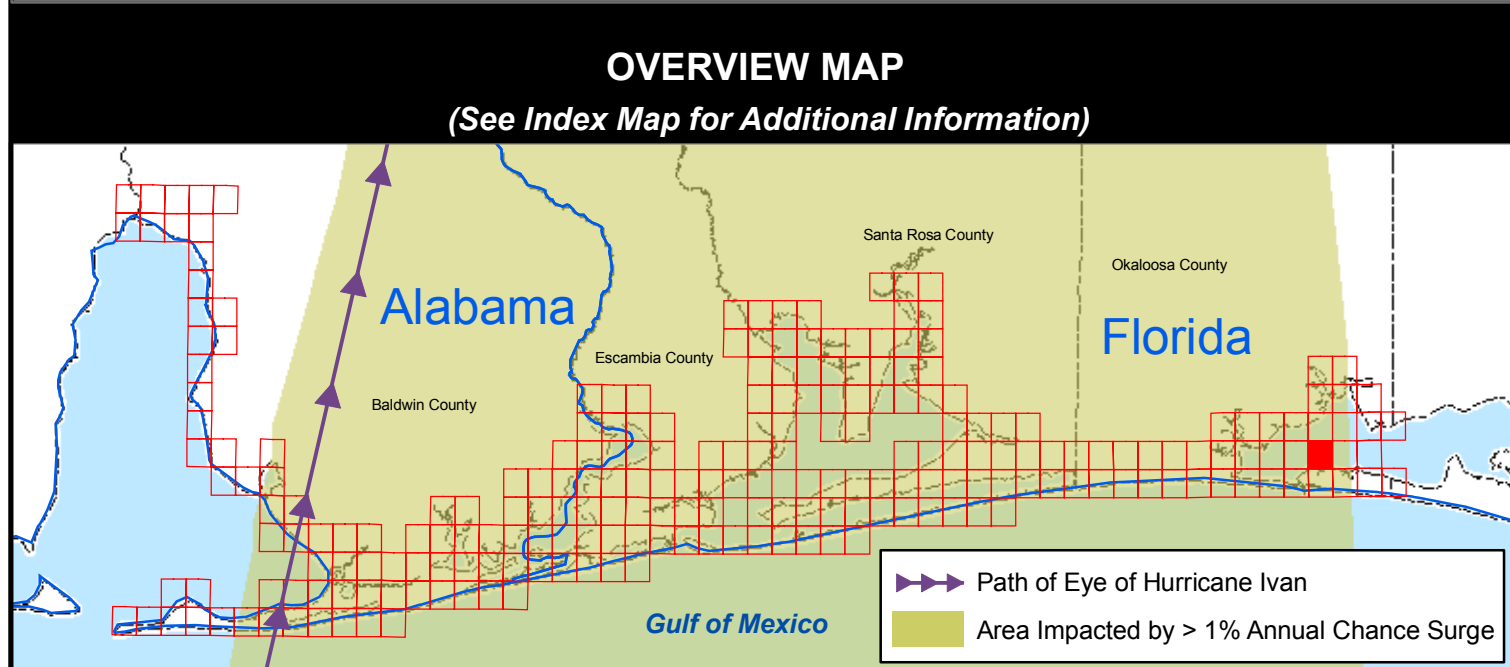 OVERVIEW MAP
(See Index Map for Additional Information)
Santa Rosa County
Okaloosa County
Alabama
Florida
Escambia County
Baldwin County
Gulf of Mexico
Path of Eye of Hurricane Ivan
Area Impacted by > 1% Annual Chance Surge